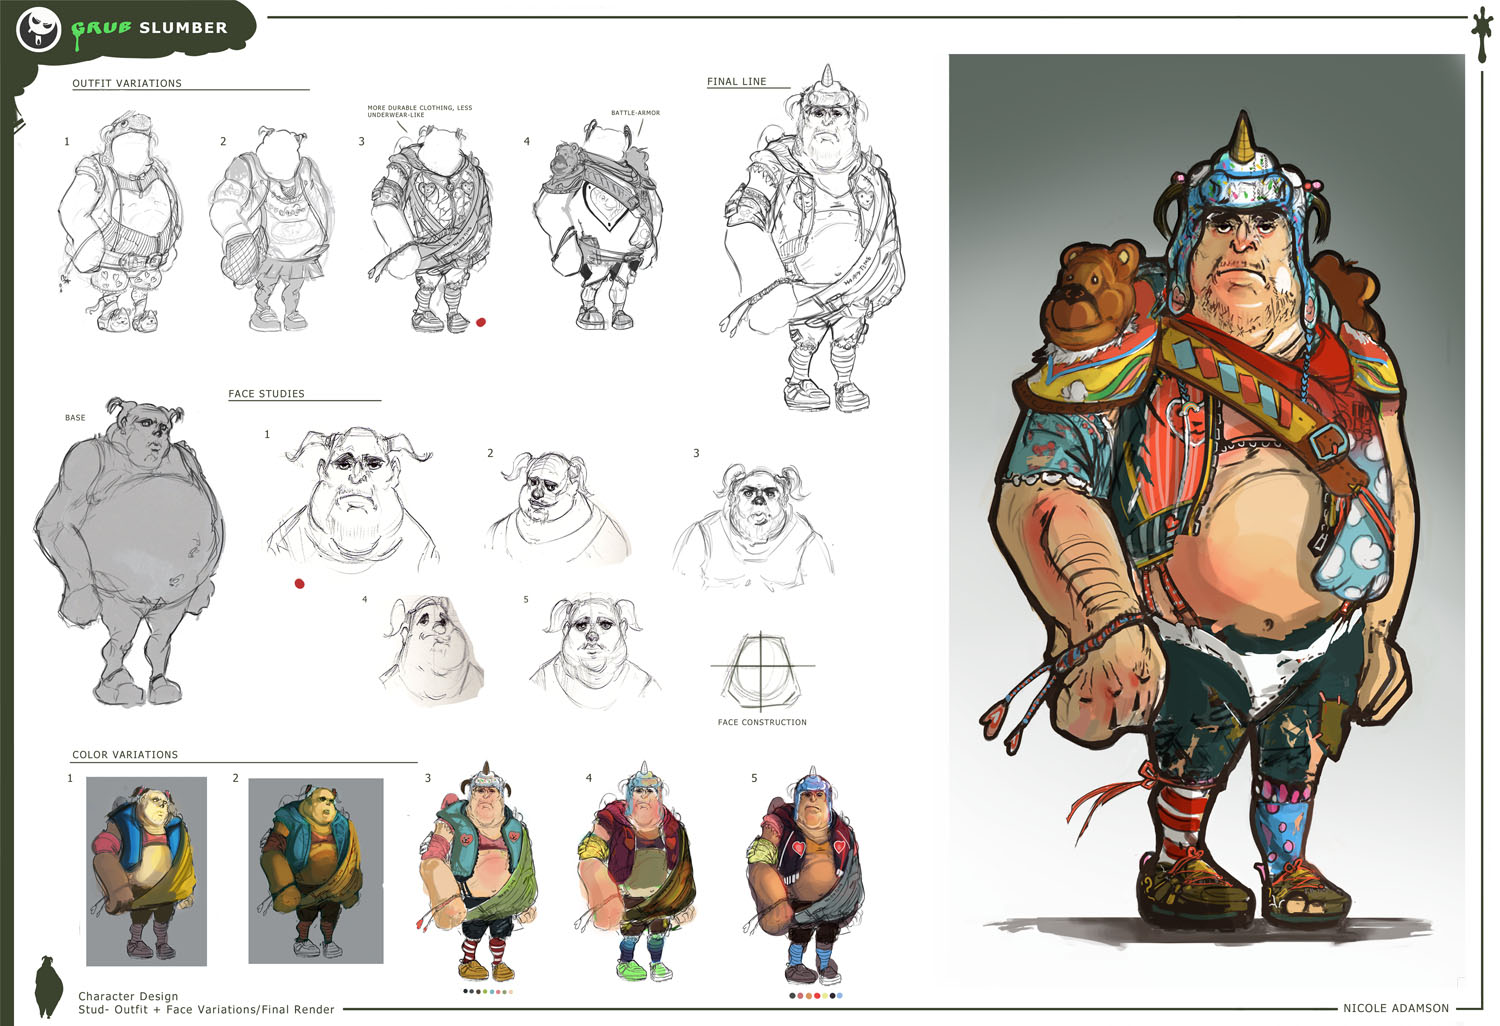 GRUB SLUMBER
OUTFIT VARIATIONS
1
2
3
4
MORE DURABLE CLOTHING, LESS
UNDERWEAR-LIKE
BATTLE-ARMOR
FINAL LINE
BASE
FACE STUDIES
1
2
3
4
5
FACE CONSTRUCTION
COLOR VARIATIONS
1
2
3
4
5
Character Design
Stud- Outfit + Face Variations/Final Render
NICOLE ADAMSON